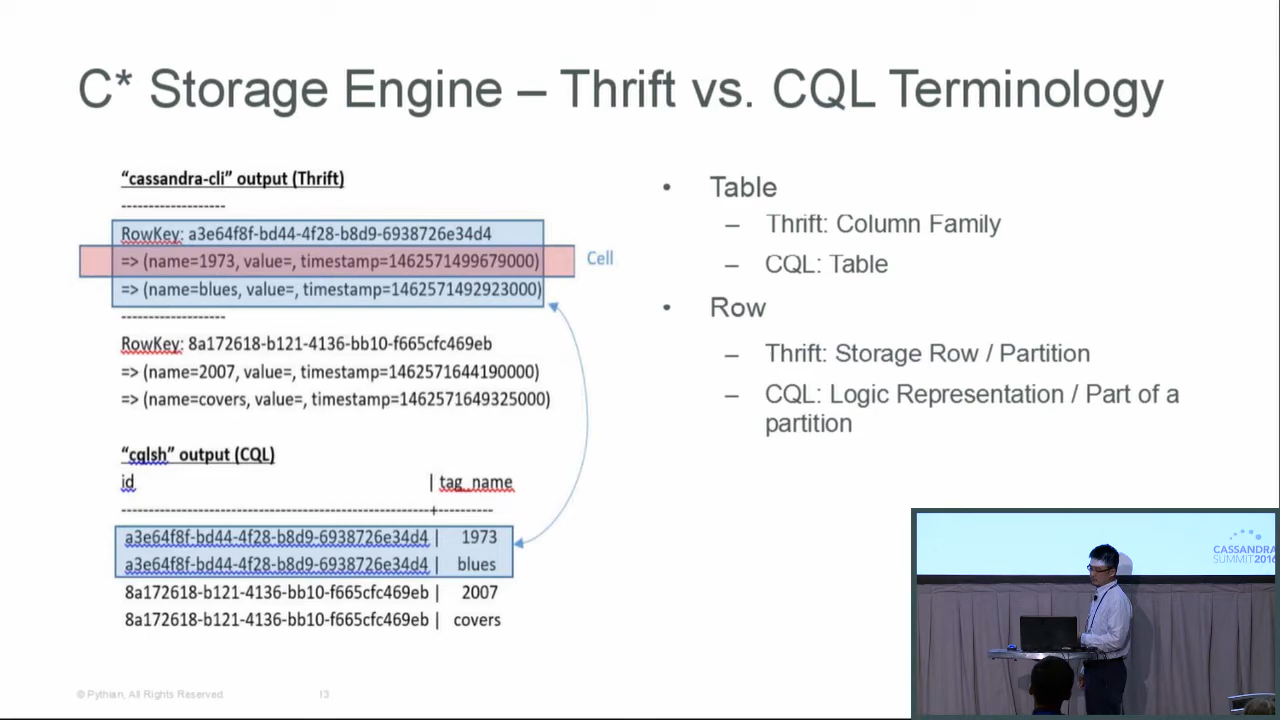 C* Storage Engine – Thrift vs. CQL Terminology
“cassandra-cli” output (Thrift)
-------------------
RowKey: a3e64f8f-bd44-4f28-b8d9-6938726e34d4
=> (name=1973, value=, timestamp=1462571499679000)
Cell
=> (name=blues, value=, timestamp=1462571492923000)
-------------------
RowKey: 8a172618-b121-4136-bb10-f665cfc469eb
=> (name=2007, value=, timestamp=1462571644190000)
=> (name=covers, value=, timestamp=1462571649325000)
“cqlsh” output (CQL)
id | tag_name
--------------------------------------------------------+----------
a3e64f8f-bd44-4f28-b8d9-6938726e34d4 | 1973
a3e64f8f-bd44-4f28-b8d9-6938726e34d4 | blues
8a172618-b121-4136-bb10-f665cfc469eb | 2007
8a172618-b121-4136-bb10-f665cfc469eb | covers
• Table
– Thrift: Column Family
– CQL: Table
• Row
– Thrift: Storage Row / Partition
– CQL: Logic Representation / Part of a
partition
CASSANDRA
SUMMIT2016
© Pythian, All Rights Reserved
13